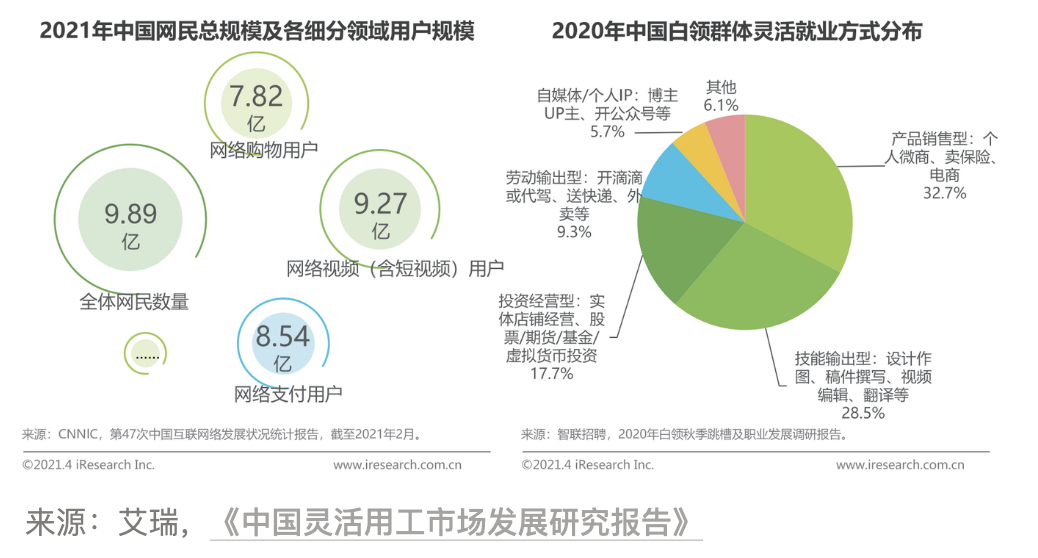 2021年中国网民总规模及各细分领域用户规模
7.82
亿
网络购物用户
9.89
亿
全体网民数量
9.27
亿
网络视频（含短视频）用户
8.54
亿
网络支付用户
......
来源：CNNIC，第47次中国互联网络发展状况统计报告，截至2021年2月。
©2021.4 iResearch Inc.
www.iresearch.com.cn
2020年中国白领群体灵活就业方式分布
其他
6.1%
自媒体/个人IP：博主
UP主、开公众号等
5.7%
产品销售型：个
人微商、卖保险、
电商
32.7%
劳动输出型：开滴滴
或代驾、送快递、外
卖等
9.3%
投资经营型：实
体店铺经营、股
票/期货/基金/
虚拟货币投资
17.7%
技能输出型：设计作
图、稿件撰写、视频
编辑、翻译等
28.5%
来源：智联招聘，2020年白领秋季跳槽及职业发展调研报告。
©2021.4 iResearch Inc.
www.iresearch.com.cn
来源：艾瑞，《中国灵活用工市场发展研究报告》